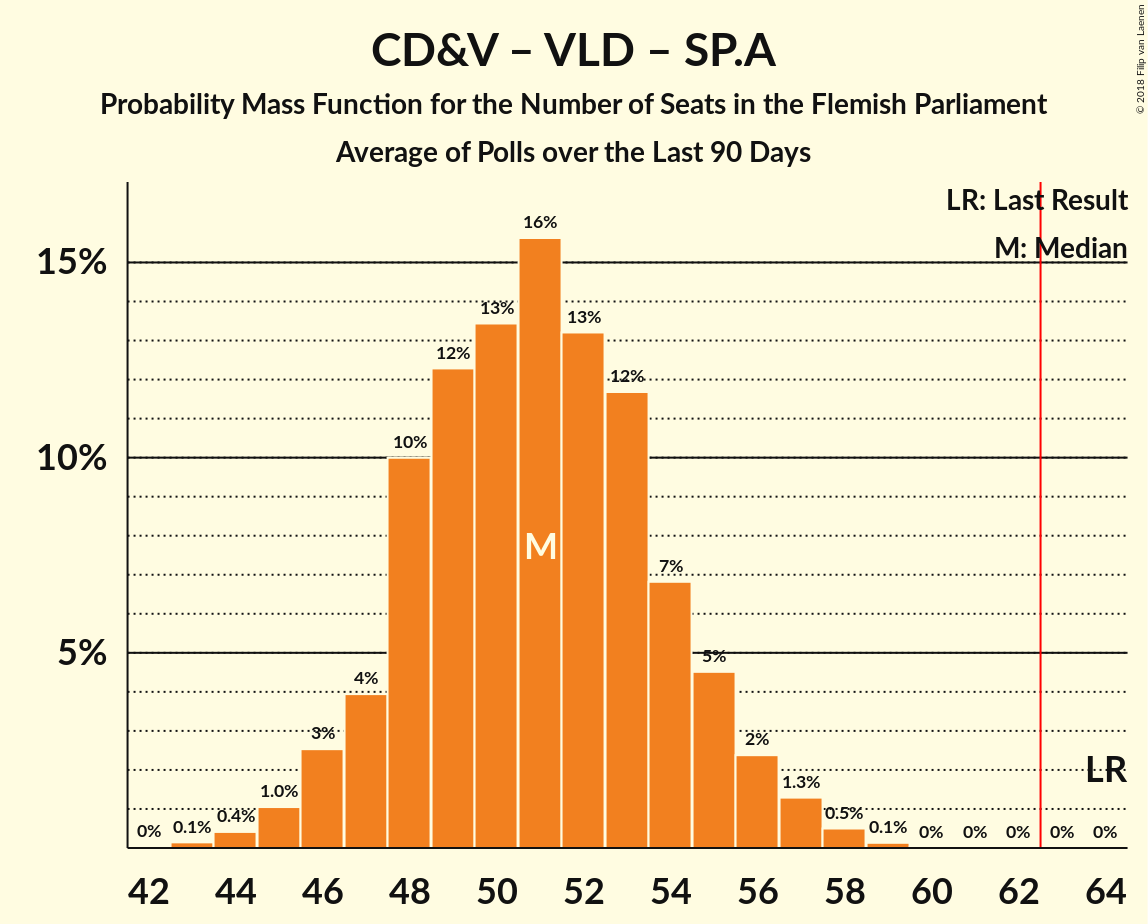 CD&V – VLD – SP.A
Probability Mass Function for the Number of Seats in the Flemish Parliament
Average of Polls over the Last 90 Days
© 2018 Filip van Laenen
LR: Last Result
M: Median
15%
10%
5%
0%
0.1%
0.4%
1.0%
3%
4%
10%
12%
13%
16%
13%
12%
7%
5%
2%
1.3%
0.5%
0.1%
0%
0%
0%
0%
0%
M
LR
42 44 46 48 50 52 54 56 58 60 62 64